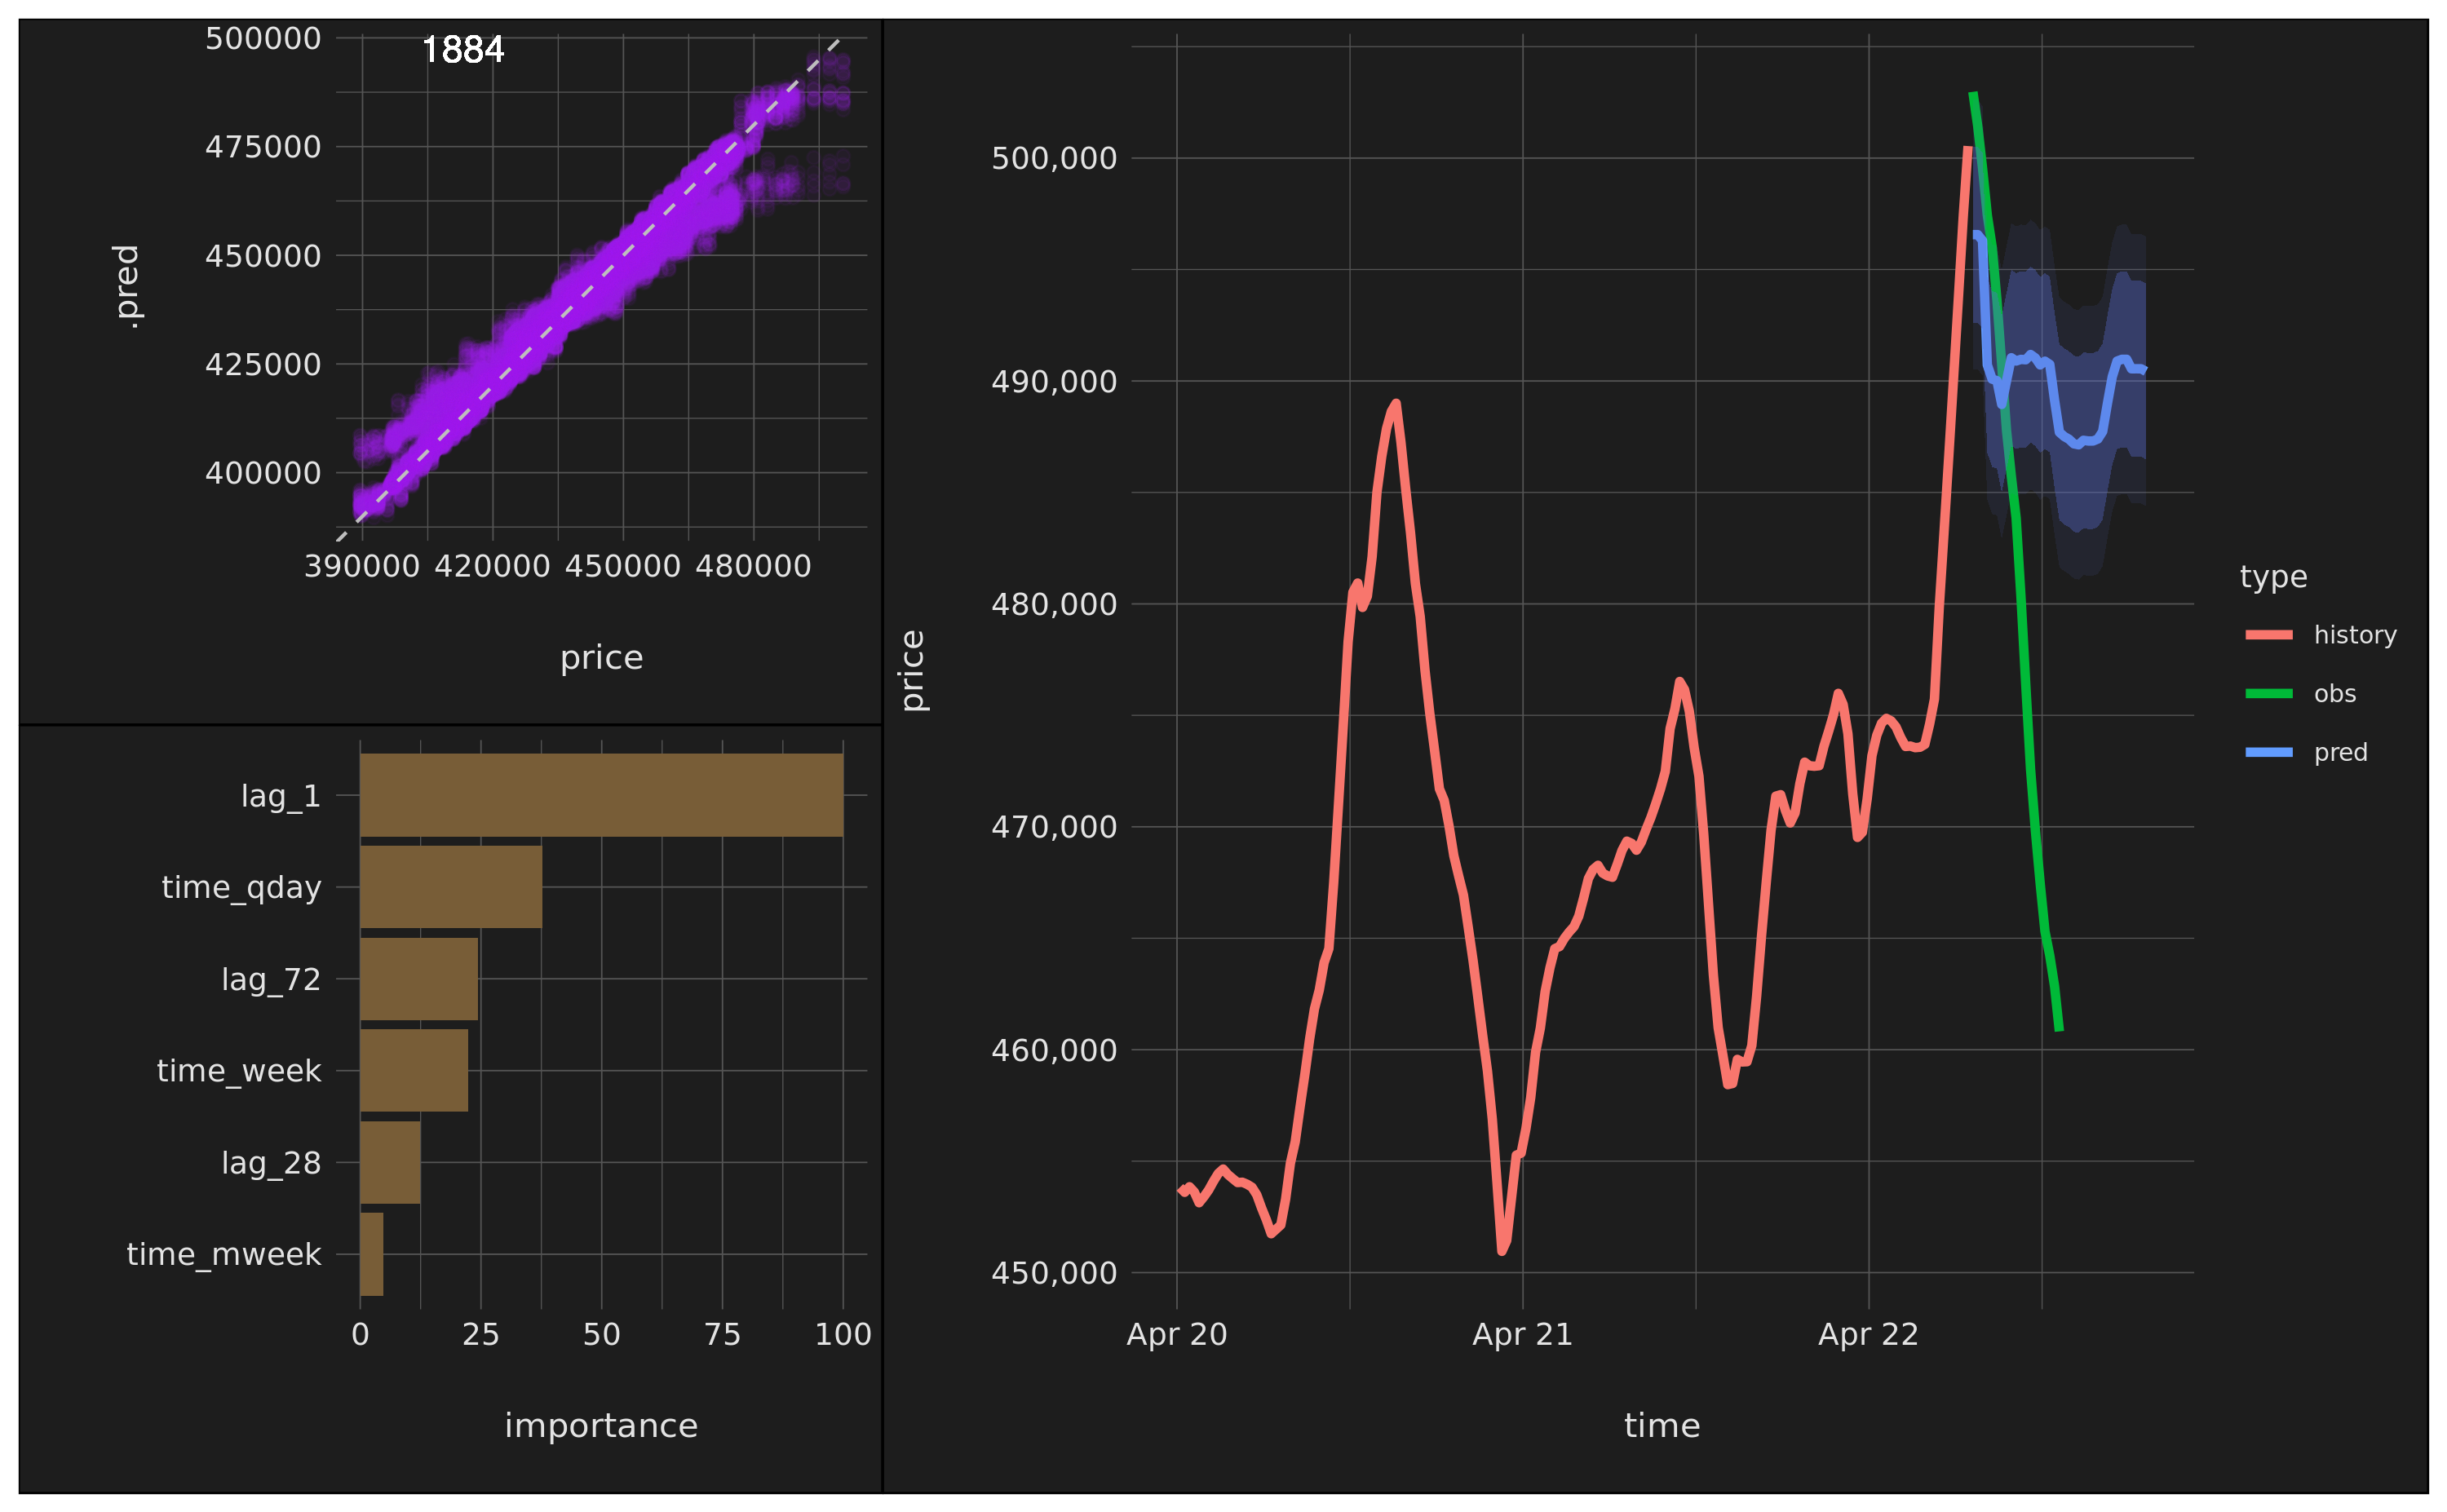 500000
1884
475000
450000
425000
400000
.pred
390000 420000 450000 480000
price
lag_1
time_qday
lag_72
time_week
lag_28
time_mweek
0 25 50 75 100
importance
500,000
490,000
480,000
470,000
460,000
450,000
price
Apr 20 Apr 21 Apr 22
time
type
history
obs
pred